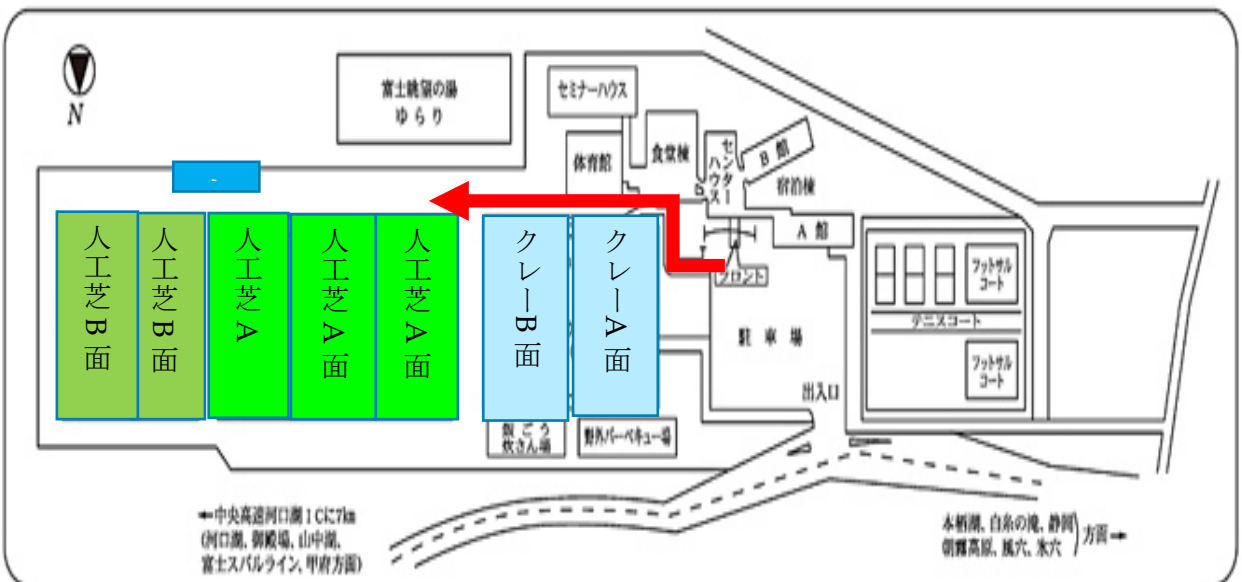 N
富士眺望の湯
ゆらり
セミナーハウス
体育館
食堂棟
センター
ハウス
B館
宿泊棟
A館
フロント
人工芝B面
人工芝B面
人工芝A
人工芝A面
人工芝A面
クレーB面
クレーA面
駐車場
出入口
フットサル
コート
テニスコート
フットサル
コート
飯ごう
炊さん場
野外バーベキュー場
←中央高速河口湖ICに7km
(河口湖、御殿場、山中湖、
富士スバルライン、甲府方面)
本栖湖、白糸の滝、静岡
朝霧高原、風穴、氷穴
)方面→